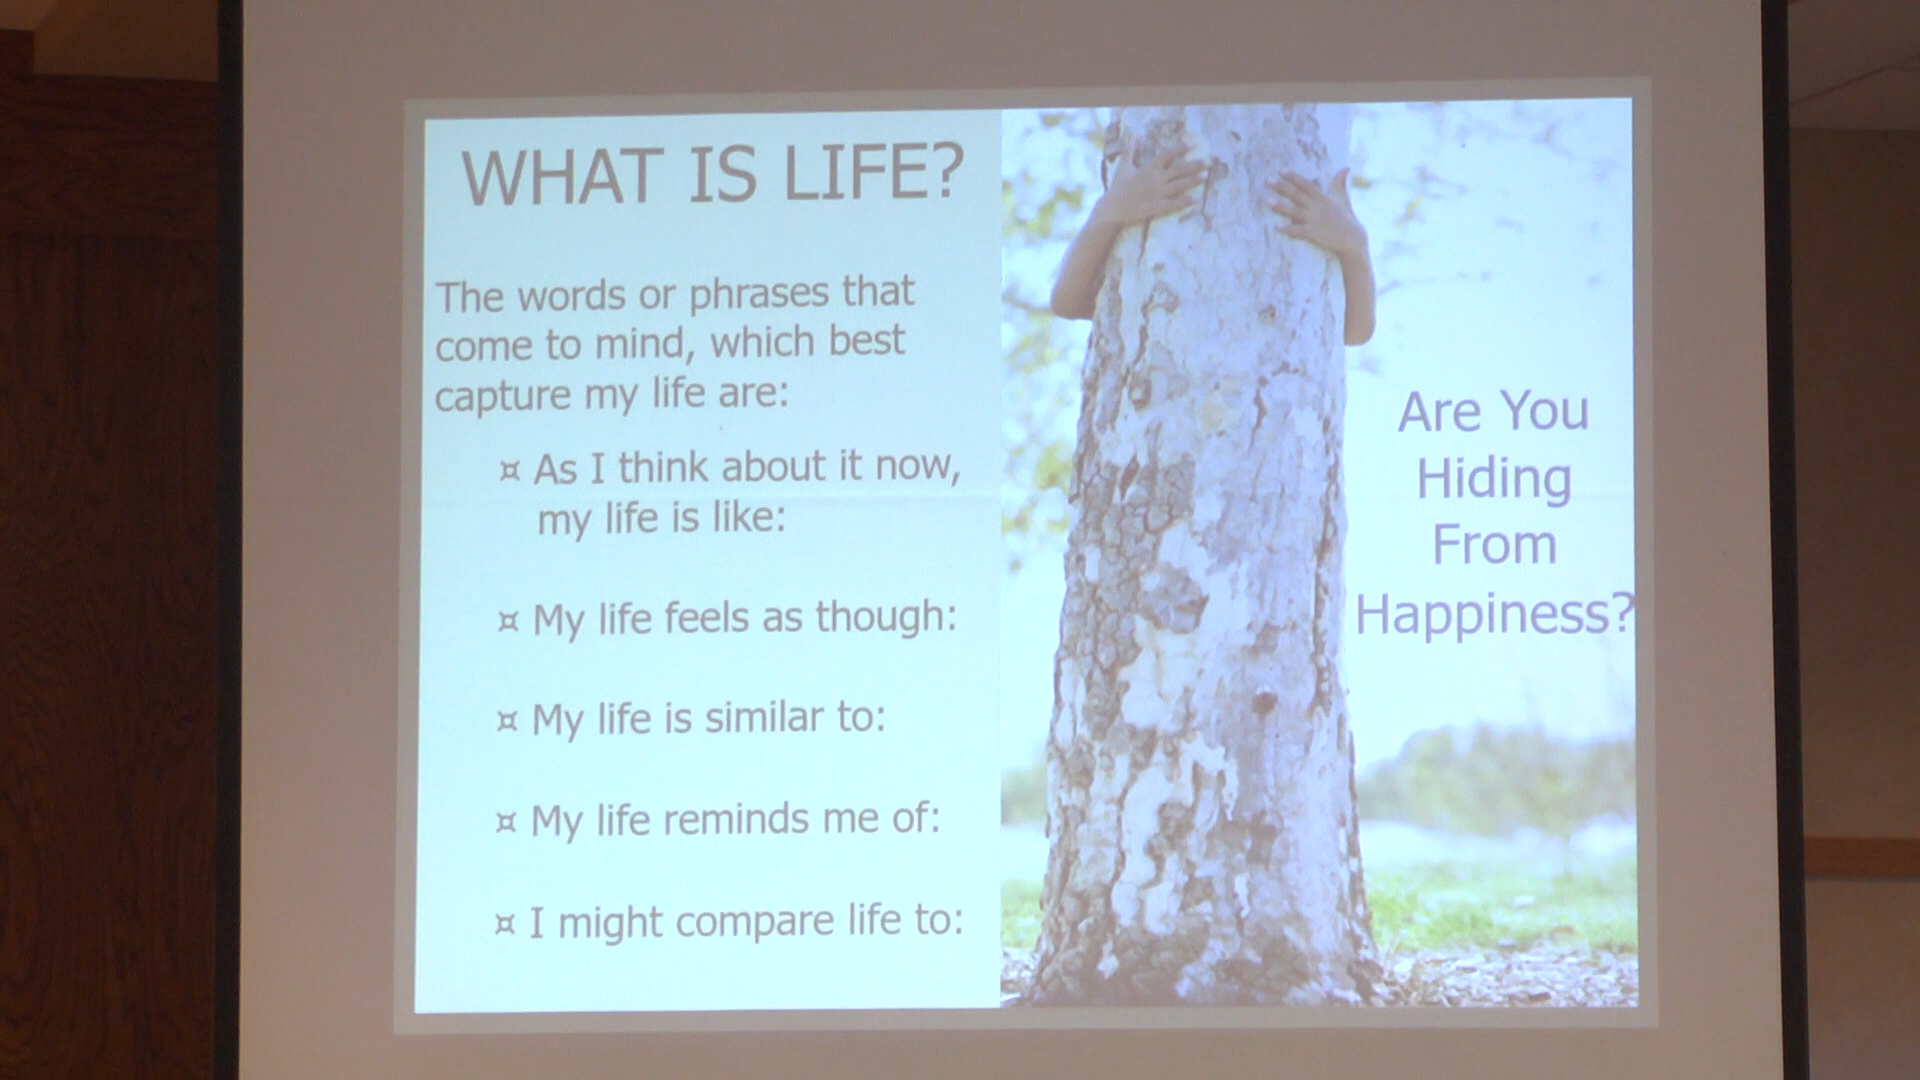 WHAT IS LIFE?
The words or phrases that
come to mind, which best
capture my life are:
¤ As I think about it now,
my life is like:
¤ My life feels as though:
¤ My life is similar to:
¤ My life reminds me of:
¤ I might compare life to:
Are You
Hiding
From
Happiness?